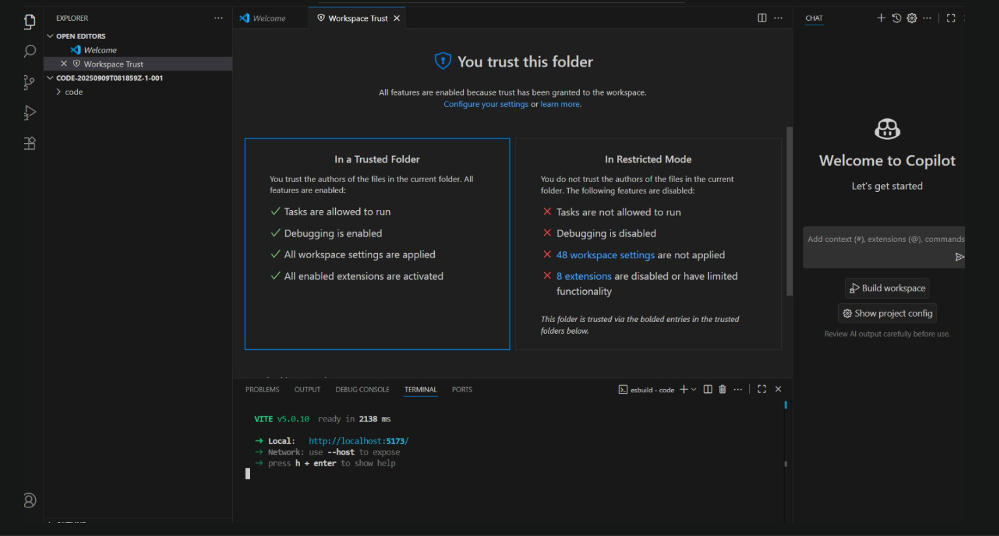 EXPLORER
OPEN EDITORS
Welcome
Workspace Trust
CODE-20250909T081859Z-1-001
code
Welcome
Workspace Trust
You trust this folder
All features are enabled because trust has been granted to the workspace.
Configure your settings or learn more.
In a Trusted Folder
You trust the authors of the files in the current folder. All
features are enabled:
Tasks are allowed to run
Debugging is enabled
All workspace settings are applied
All enabled extensions are activated
In Restricted Mode
You do not trust the authors of the files in the current
folder. The following features are disabled:
Tasks are not allowed to run
Debugging is disabled
48 workspace settings are not applied
8 extensions are disabled or have limited
functionality
This folder is trusted via the bolded entries in the trusted
folders below.
PROBLEMS OUTPUT DEBUG CONSOLE TERMINAL PORTS
esbuild - code
VITE v5.0.10 ready in 2138 ms
➜ Local: http://localhost:5173/
➜ Network: use --host to expose
➜ press h + enter to show help
CHAT
Welcome to Copilot
Let's get started
Add context (#), extensions (@), commands
Build workspace
Show project config
Review AI output carefully before use.